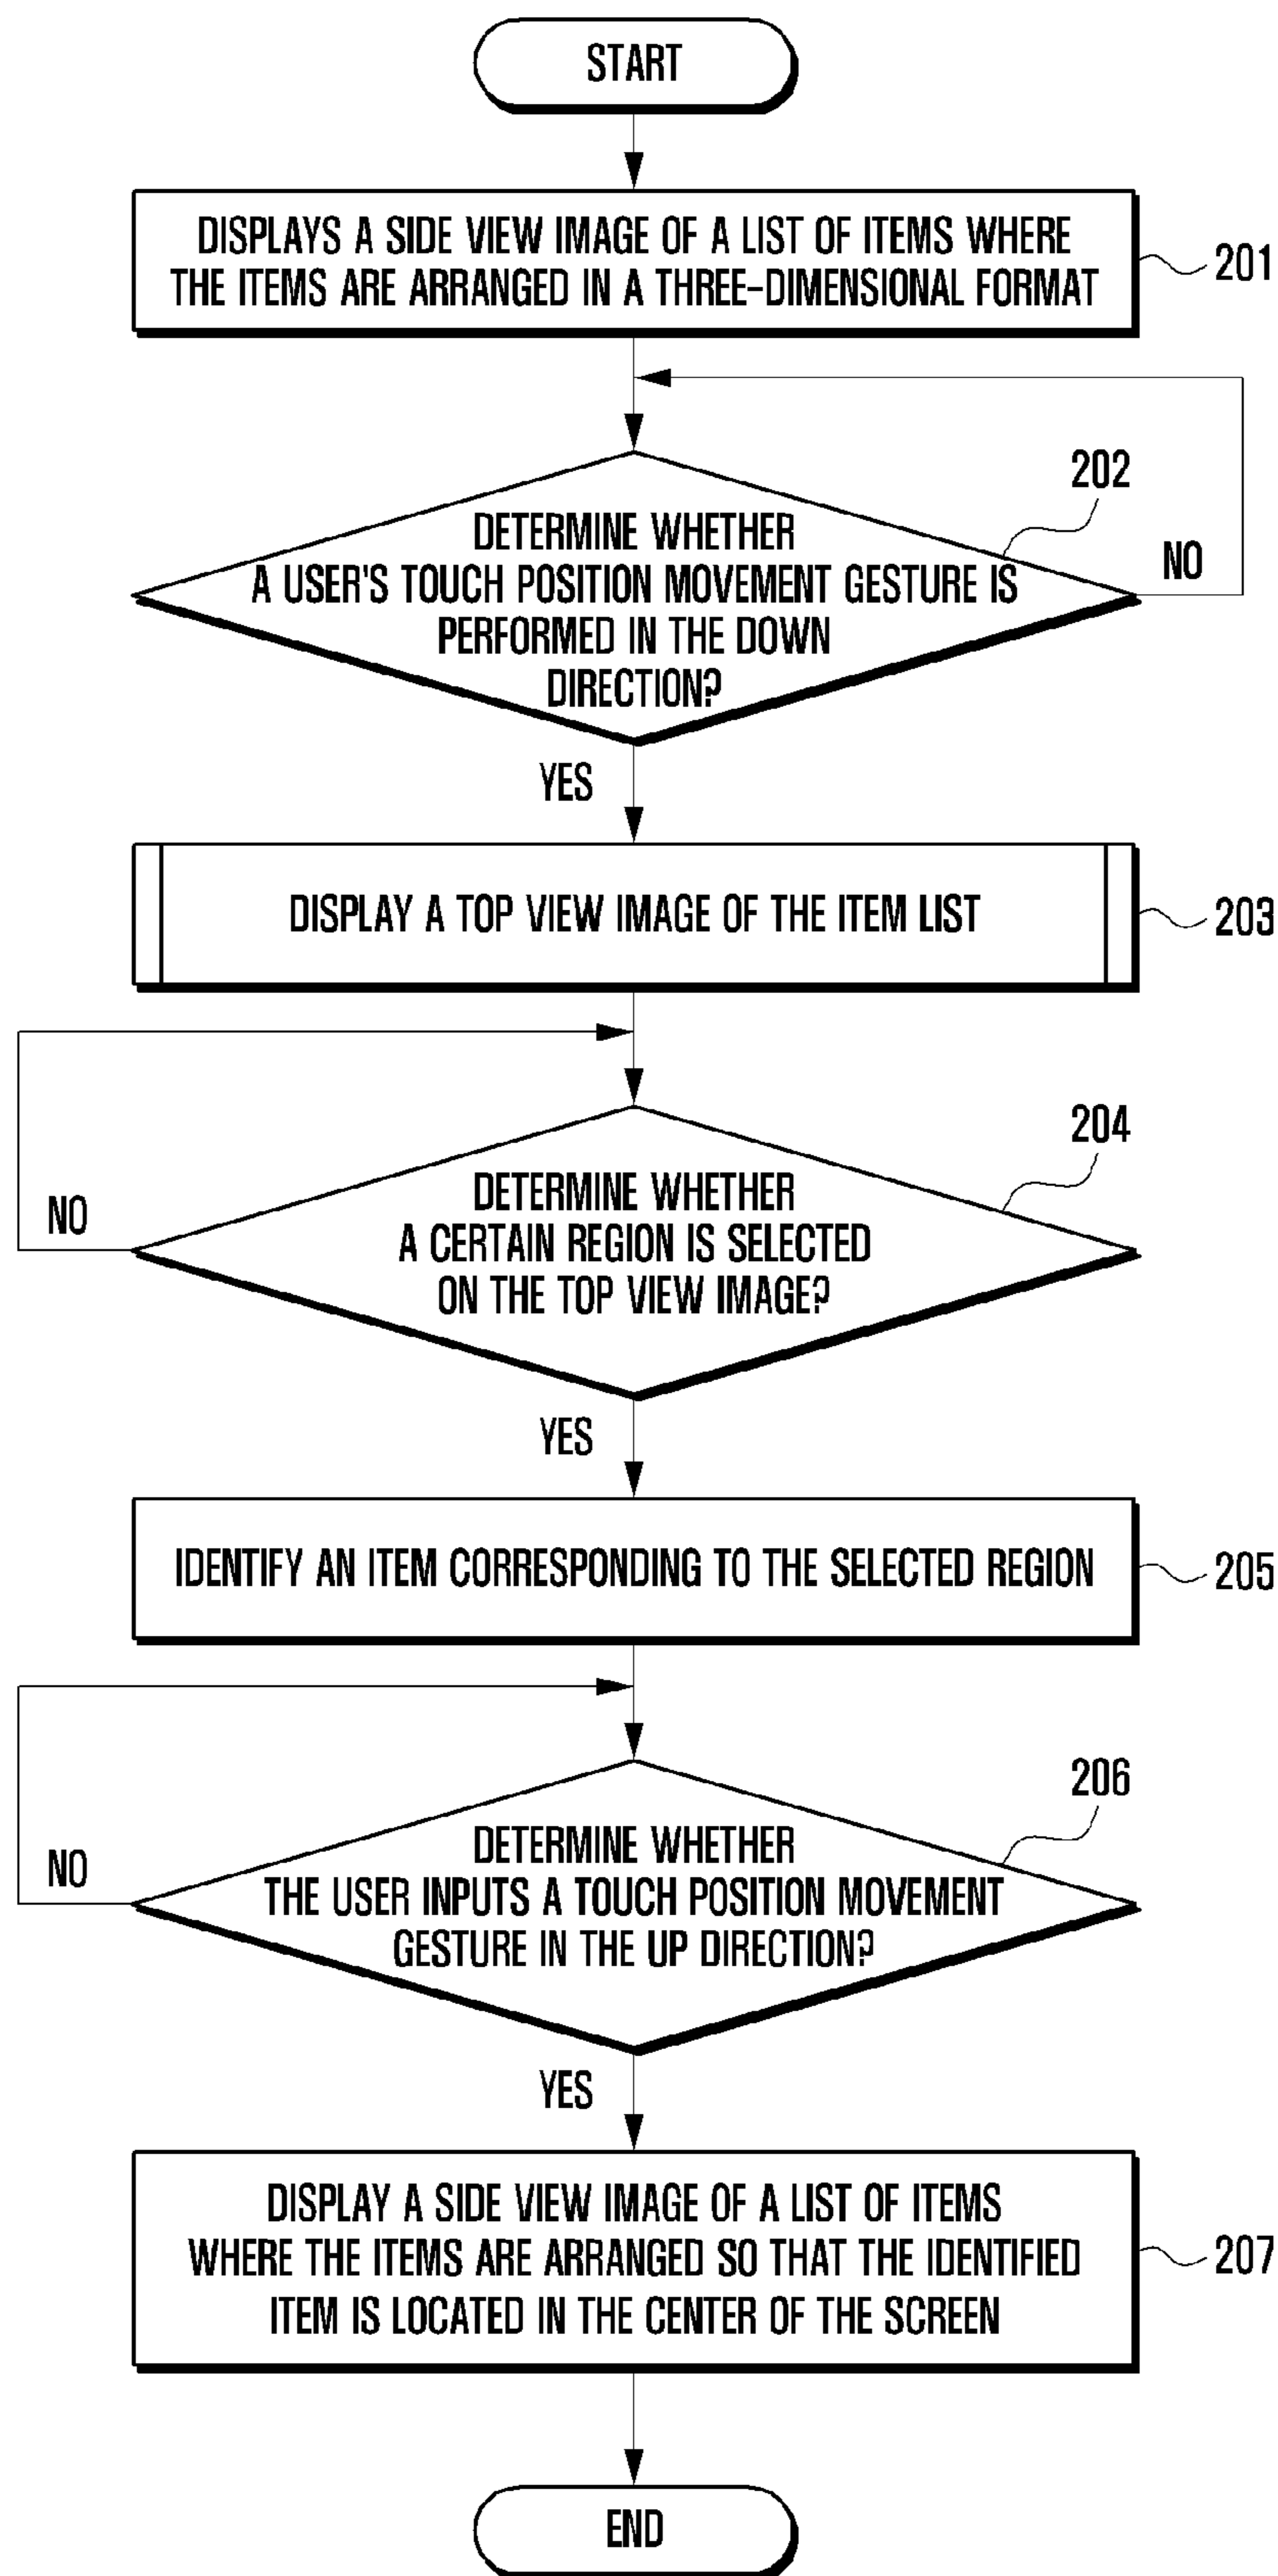 START
DISPLAYS A SIDE VIEW IMAGE OF A LIST OF ITEMS WHERE
THE ITEMS ARE ARRANGED IN A THREE-DIMENSIONAL FORMAT
201
202
DETERMINE WHETHER
A USER'S TOUCH POSITION MOVEMENT GESTURE IS
PERFORMED IN THE DOWN
DIRECTION?
NO
YES
DISPLAY A TOP VIEW IMAGE OF THE ITEM LIST
203
204
DETERMINE WHETHER
A CERTAIN REGION IS SELECTED
ON THE TOP VIEW IMAGE?
NO
YES
IDENTIFY AN ITEM CORRESPONDING TO THE SELECTED REGION
205
206
DETERMINE WHETHER
THE USER INPUTS A TOUCH POSITION MOVEMENT
GESTURE IN THE UP DIRECTION?
NO
YES
DISPLAY A SIDE VIEW IMAGE OF A LIST OF ITEMS
WHERE THE ITEMS ARE ARRANGED SO THAT THE IDENTIFIED
ITEM IS LOCATED IN THE CENTER OF THE SCREEN
207
END